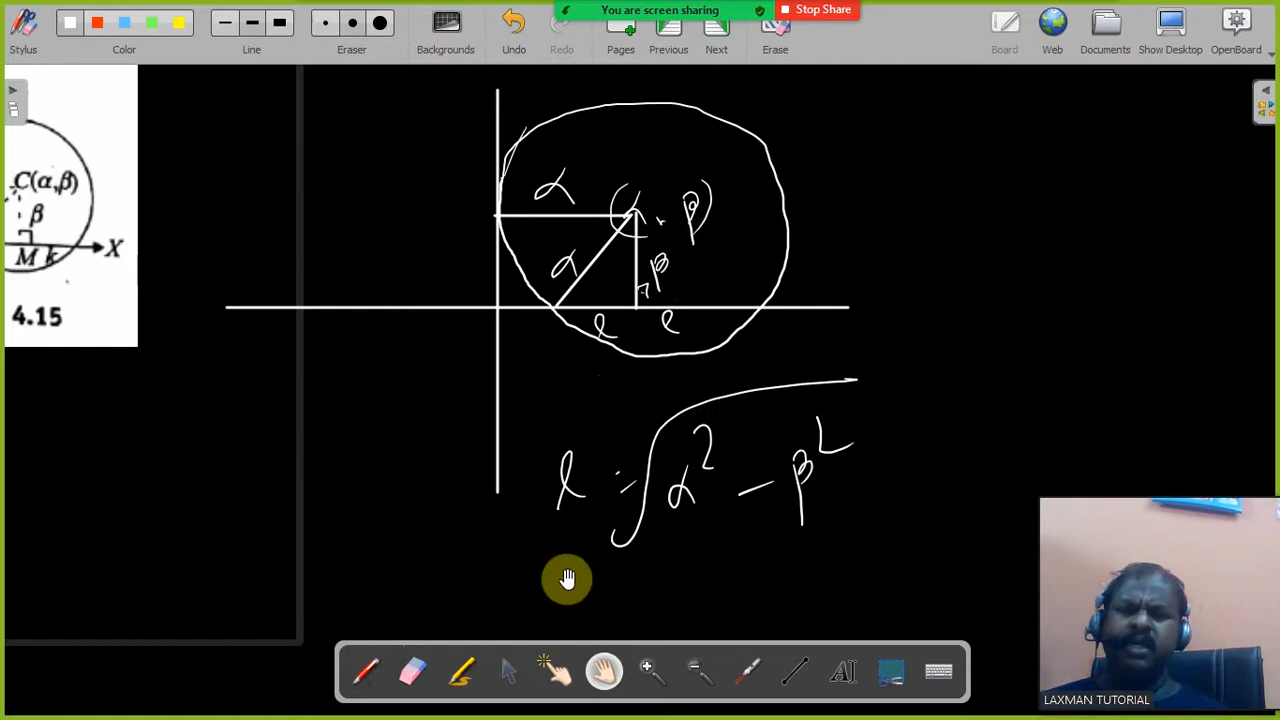 You are screen sharing
Stop Share
Stylus
Color
Line
Eraser
Backgrounds
Undo
Redo
Pages
Previous
Next
Erase
Board
Web
Documents
Show Desktop
OpenBoard
C(α,β)
β
M k
X
4.15
α
(α, β)
α
β
l
l
l = √α² - β²
AI
LAXMAN TUTORIAL